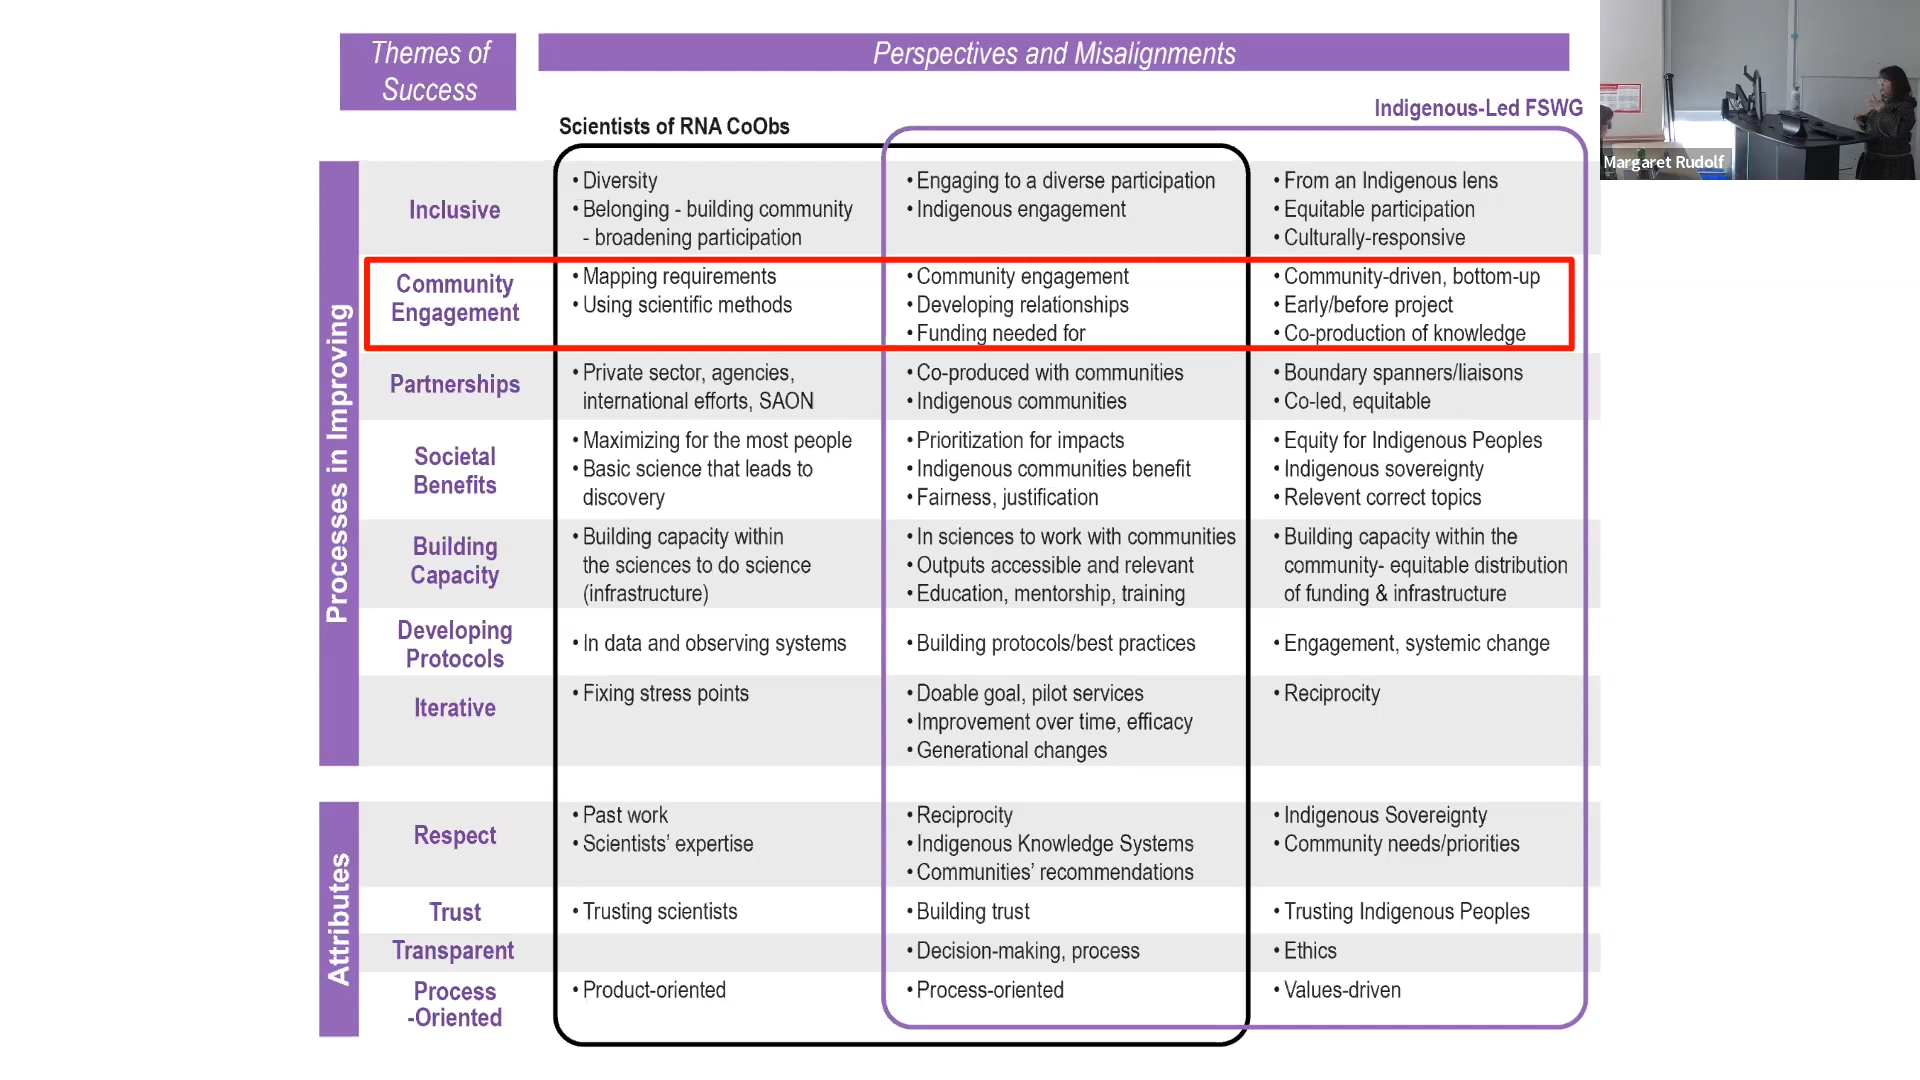 Themes of
Success
Perspectives and Misalignments
Indigenous-Led FSWG
Scientists of RNA CoObs
Processes in Improving
Inclusive
• Diversity
• Belonging - building community
- broadening participation
• Engaging to a diverse participation
• Indigenous engagement
• From an Indigenous lens
• Equitable participation
• Culturally-responsive
Community
Engagement
• Mapping requirements
• Using scientific methods
• Community engagement
• Developing relationships
• Funding needed for
• Community-driven, bottom-up
• Early/before project
• Co-production of knowledge
Partnerships
• Private sector, agencies,
international efforts, SAON
• Co-produced with communities
• Indigenous communities
• Boundary spanners/liaisons
• Co-led, equitable
Societal
Benefits
• Maximizing for the most people
• Basic science that leads to
discovery
• Prioritization for impacts
• Indigenous communities benefit
• Fairness, justification
• Equity for Indigenous Peoples
• Indigenous sovereignty
• Relevent correct topics
Building
Capacity
• Building capacity within
the sciences to do science
(infrastructure)
• In sciences to work with communities
• Outputs accessible and relevant
• Education, mentorship, training
• Building capacity within the
community- equitable distribution
of funding & infrastructure
Developing
Protocols
• In data and observing systems
• Building protocols/best practices
• Engagement, systemic change
Iterative
• Fixing stress points
• Doable goal, pilot services
• Improvement over time, efficacy
• Generational changes
• Reciprocity
Attributes
Respect
• Past work
• Scientists' expertise
• Reciprocity
• Indigenous Knowledge Systems
• Communities' recommendations
• Indigenous Sovereignty
• Community needs/priorities
Trust
• Trusting scientists
• Building trust
• Trusting Indigenous Peoples
Transparent
• Decision-making, process
• Ethics
Process
-Oriented
• Product-oriented
• Process-oriented
• Values-driven
Margaret Rudolf